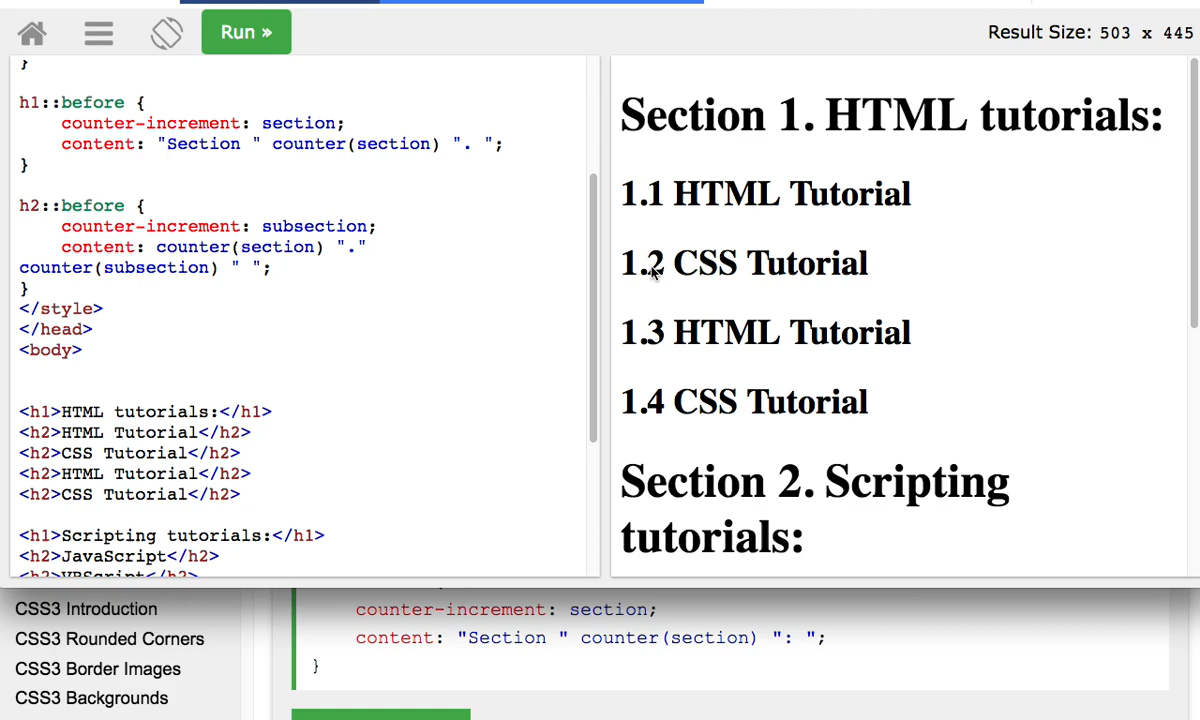 Run »
Result Size: 503 x 445
}
h1::before {
counter-increment: section;
content: "Section " counter(section) ". ";
}
h2::before {
counter-increment: subsection;
content: counter(section) "."
counter(subsection) " ";
}
</style>
</head>
<body>
<h1>HTML tutorials:</h1>
<h2>HTML Tutorial</h2>
<h2>CSS Tutorial</h2>
<h2>HTML Tutorial</h2>
<h2>CSS Tutorial</h2>
<h1>Scripting tutorials:</h1>
<h2>JavaScript</h2>
<h2>VBScript</h2>
Section 1. HTML tutorials:
1.1 HTML Tutorial
1.2 CSS Tutorial
1.3 HTML Tutorial
1.4 CSS Tutorial
Section 2. Scripting
tutorials:
CSS3 Introduction
CSS3 Rounded Corners
CSS3 Border Images
CSS3 Backgrounds
counter-increment: section;
content: "Section " counter(section) ": ";
}